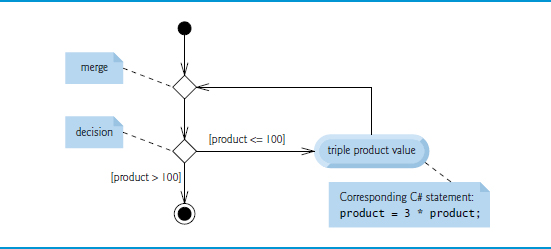 merge
decision
[product <= 100]
triple product value
[product > 100]
Corresponding C# statement:
product = 3 * product;